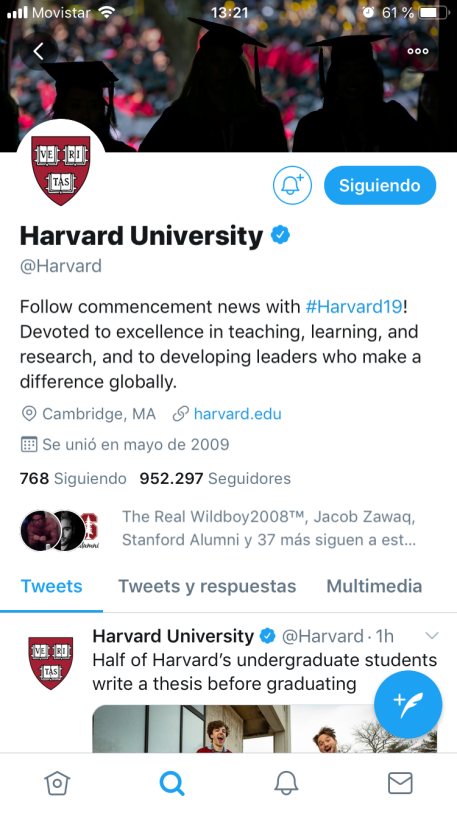 Movistar 13:21 61 %
VE RI
TAS
Siguiendo
Harvard University
@Harvard
Follow commencement news with #Harvard19!
Devoted to excellence in teaching, learning, and
research, and to developing leaders who make a
difference globally.
Cambridge, MA harvard.edu
Se unió en mayo de 2009
768 Siguiendo 952.297 Seguidores
The Real Wildboy2008™, Jacob Zawaq,
Stanford Alumni y 37 más siguen a est...
Tweets Tweets y respuestas Multimedia
Harvard University @Harvard · 1h
VE RI
TAS
Half of Harvard's undergraduate students
write a thesis before graduating